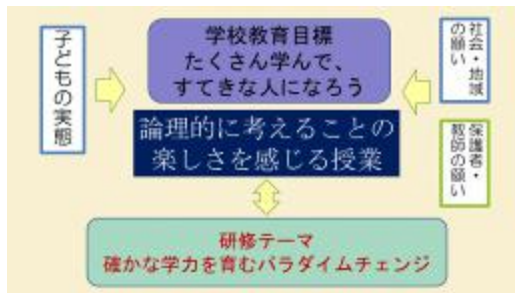 子どもの実態
学校教育目標
たくさん学んで、
すてきな人になろう
社会・地域
の願い
論理的に考えることの
楽しさを感じる授業
保護者・
教師の願い
研修テーマ
確かな学力を育むパラダイムチェンジ